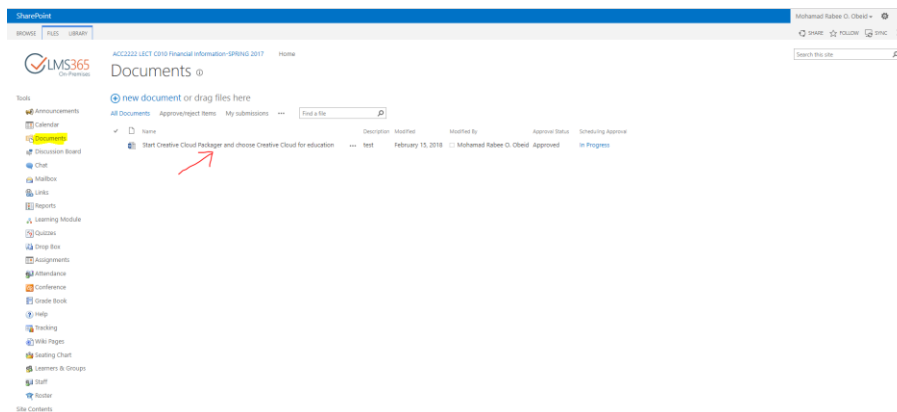 SharePoint
Mohamad Rabee O. Obeid
BROWSE FILES LIBRARY
SHARE FOLLOW SYNC
LMS365
On-Premises
ACC2222 LECT C010 Financial Information-SPRING 2017 Home
Documents
Search this site
new document or drag files here
All Documents Approve/reject Items My submissions ... Find a file
Name Description Modified Modified By Approval Status Scheduling Approve
Start Creative Cloud Packager and choose Creative Cloud for education ... test February 15, 2016 Mohamad Rabee O. Obeid Approved In Progress
Tools
Announcements
Calendar
Documents
Discussion Board
Chat
Mailbox
Links
Reports
Learning Module
Quizzes
Drop Box
Assignments
Attendance
Conference
Grade Book
Help
Tracking
Wiki Pages
Seating Chart
Learners & Groups
Staff
Roster
Site Contents